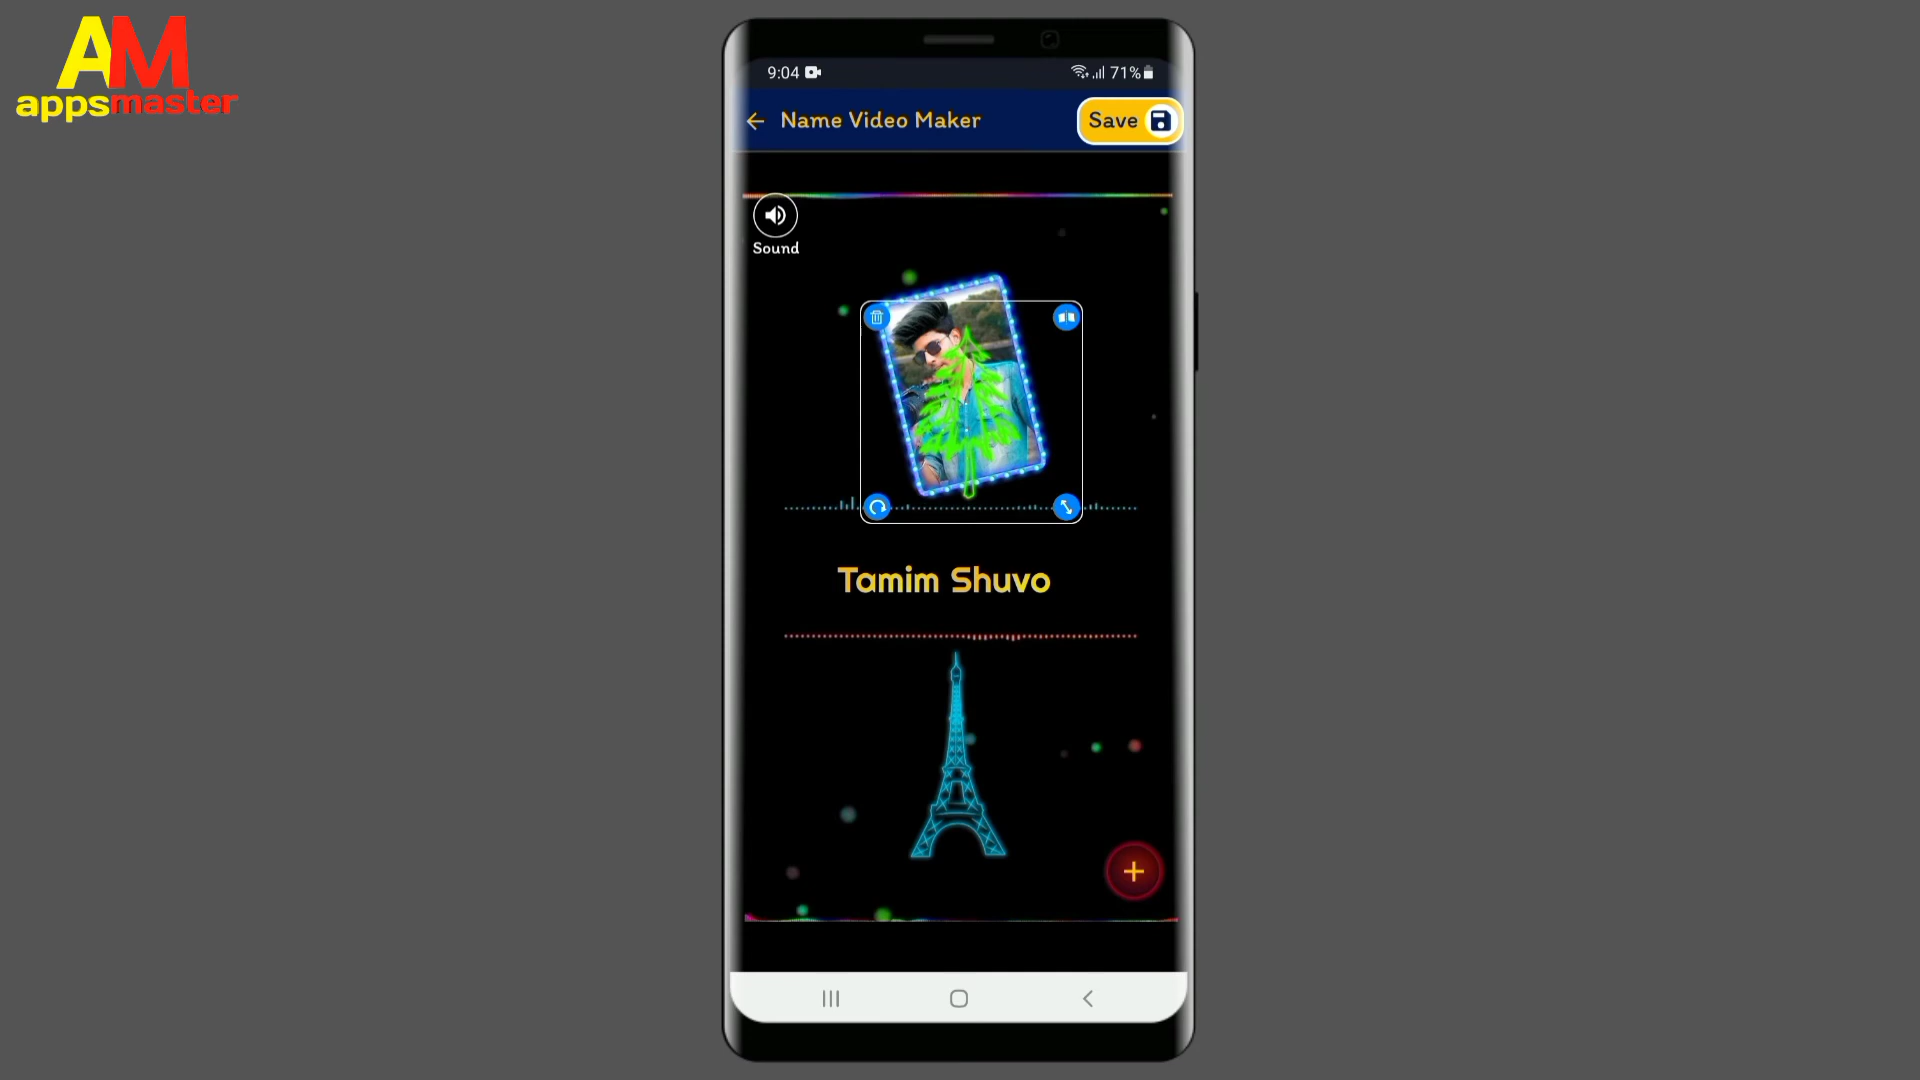 AM
appsmaster
9:04
71%
Name Video Maker
Save
Sound
Tamim Shuvo